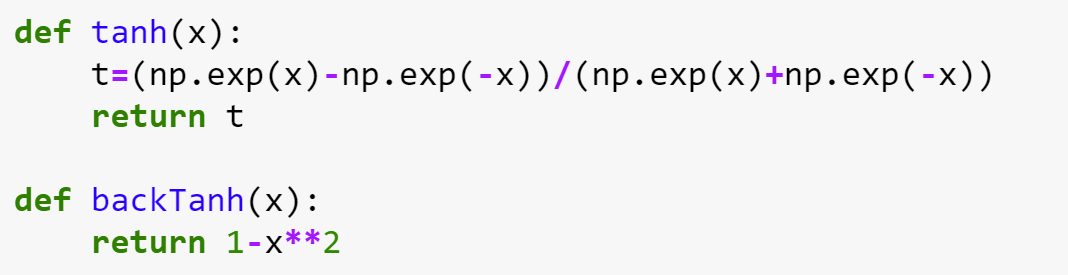 def tanh(x):
    t=(np.exp(x)-np.exp(-x))/(np.exp(x)+np.exp(-x))
    return t

def backTanh(x):
    return 1-x**2